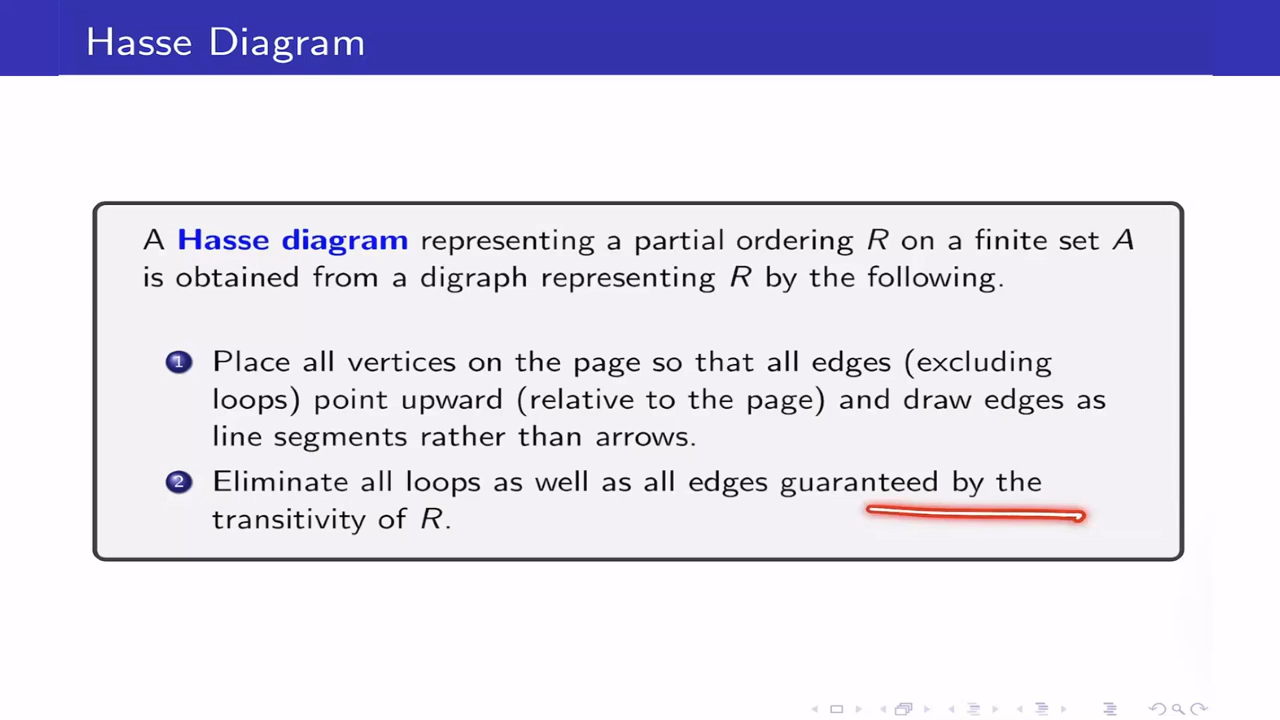 Hasse Diagram
A Hasse diagram representing a partial ordering R on a finite set A
is obtained from a digraph representing R by the following.
1 Place all vertices on the page so that all edges (excluding
loops) point upward (relative to the page) and draw edges as
line segments rather than arrows.
2 Eliminate all loops as well as all edges guaranteed by the
transitivity of R.